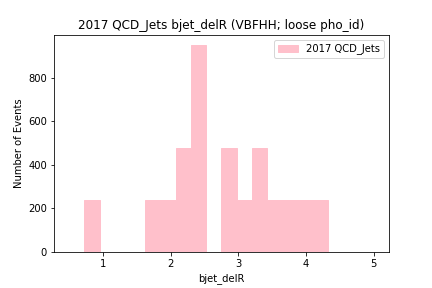 2017 QCD_Jets bjet_delR (VBFHH; loose pho_id)
2017 QCD_Jets
Number of Events
800
600
400
200
0
1 2 3 4 5
bjet_delR